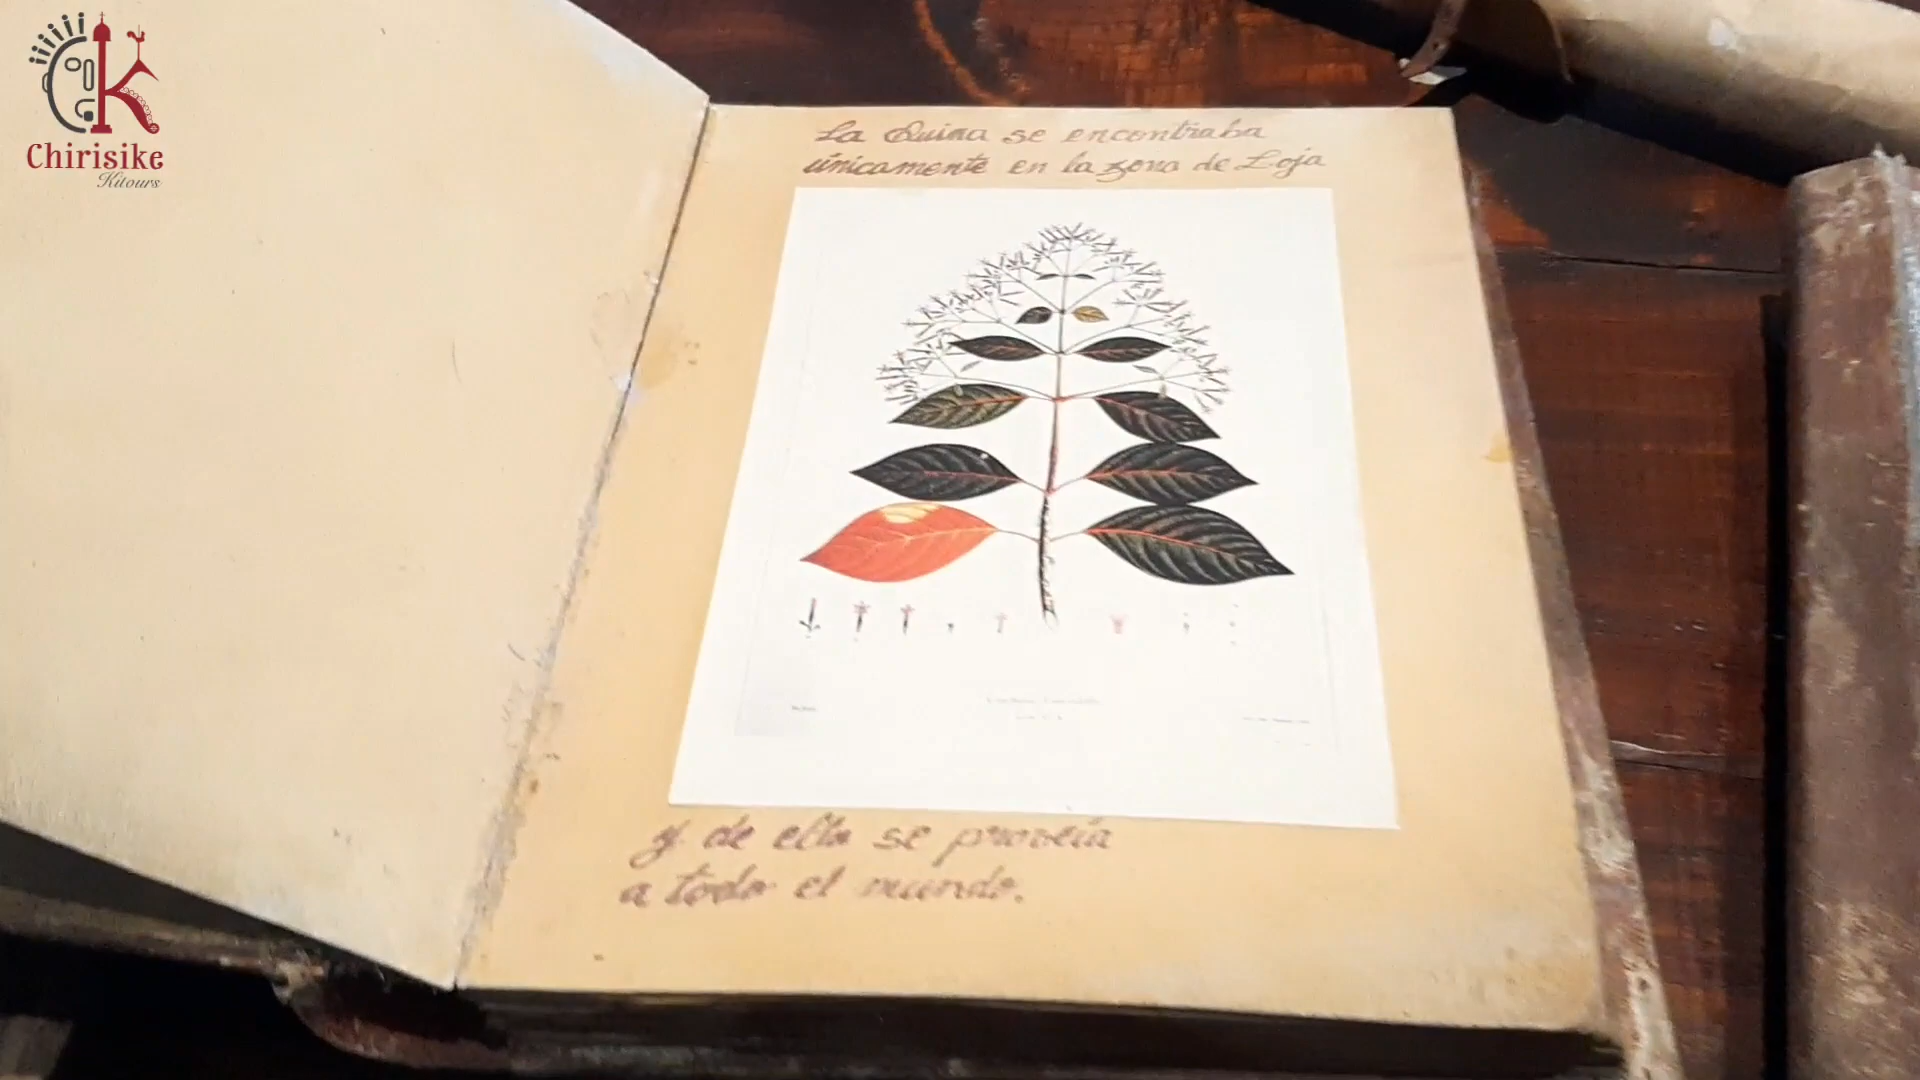 Chirisike
Kitours
La Quina se encontraba
únicamente en la zona de Loja
y de ella se proveía
a todo el mundo.